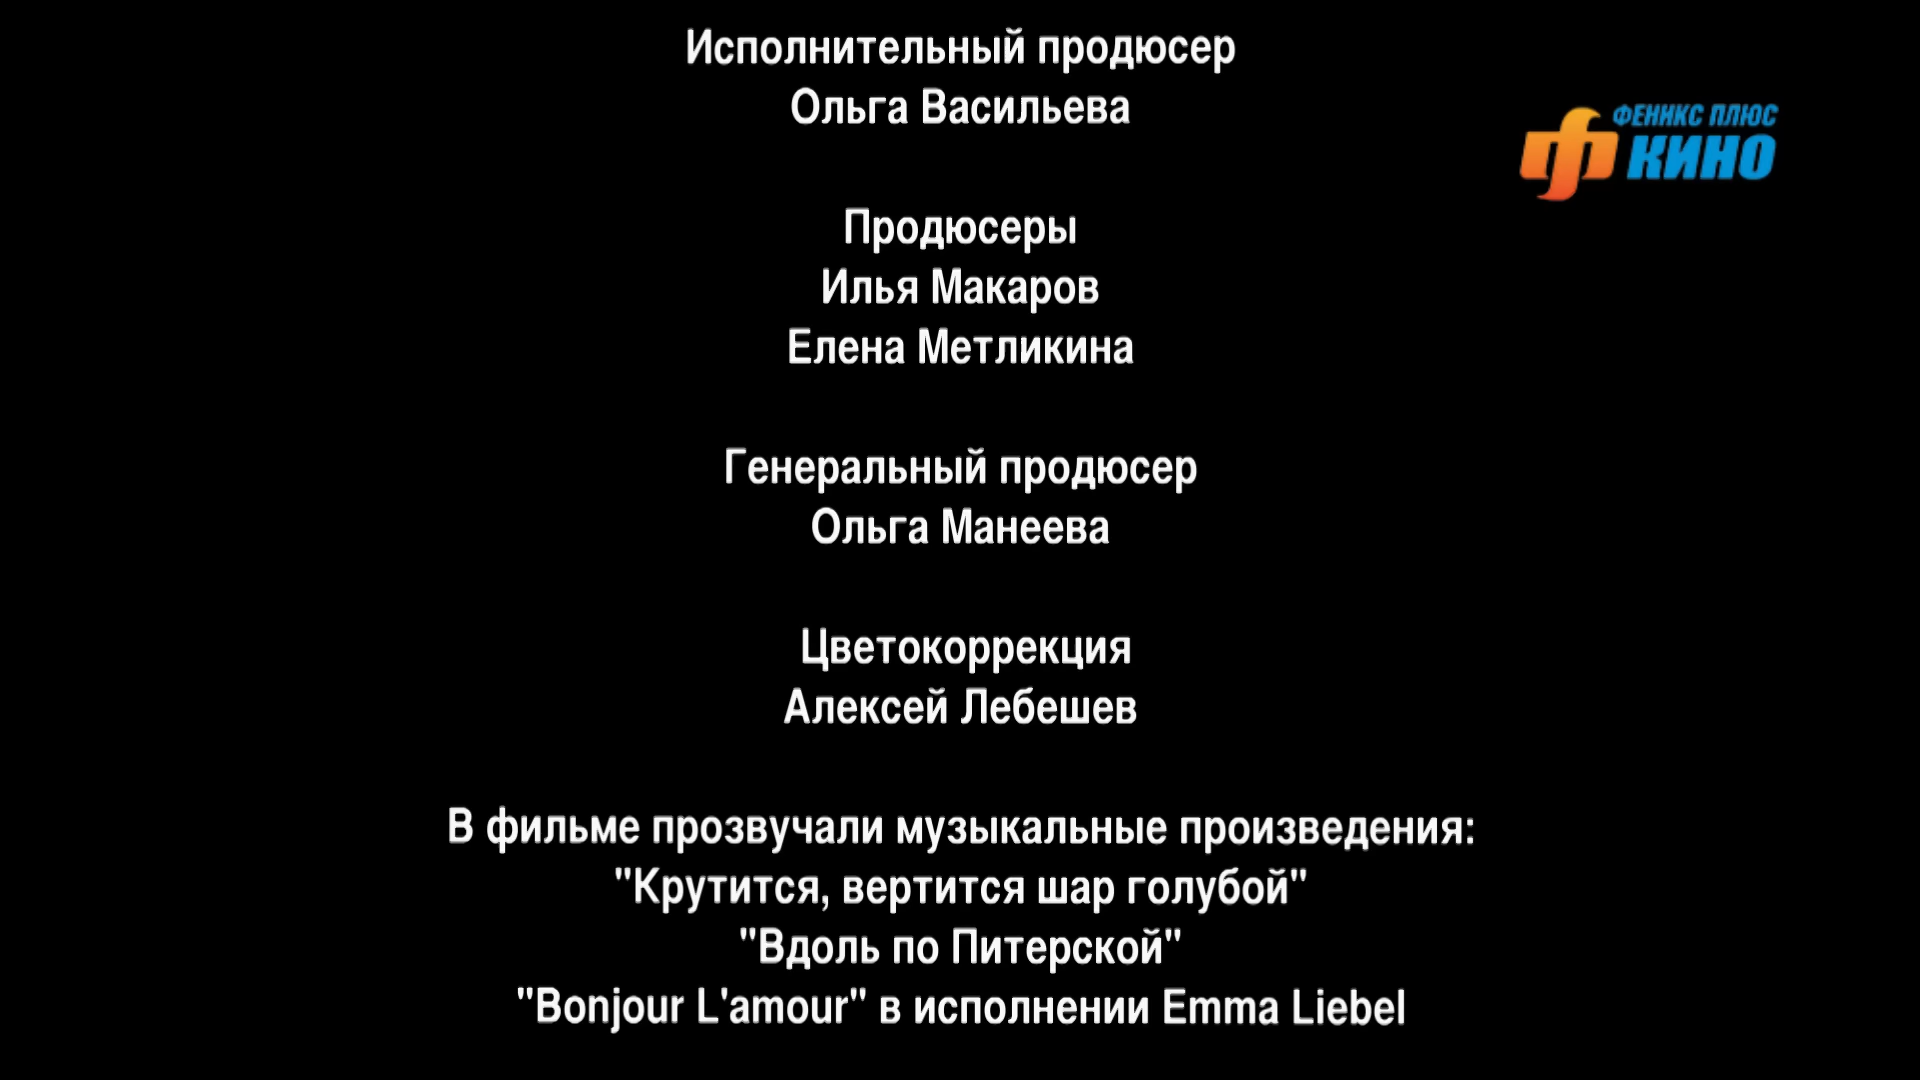 Исполнительный продюсер
Ольга Васильева
ФЕНИКС ПЛЮС
КИНО
Продюсеры
Илья Макаров
Елена Метликина
Генеральный продюсер
Ольга Манеева
Цветокоррекция
Алексей Лебешев
В фильме прозвучали музыкальные произведения:
"Крутится, вертится шар голубой"
"Вдоль по Питерской"
"Bonjour L'amour" в исполнении Emma Liebel